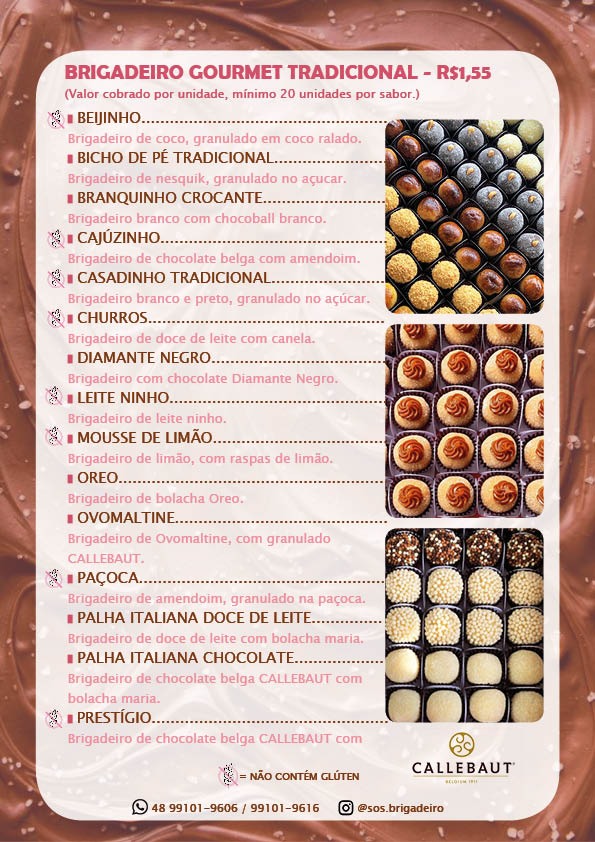 BRIGADEIRO GOURMET TRADICIONAL - R$1,55
(Valor cobrado por unidade, mínimo 20 unidades por sabor.)
BEIJINHO..................................................
Brigadeiro de coco, granulado em coco ralado.
BICHO DE PÉ TRADICIONAL.......................
Brigadeiro de nesquik, granulado no açucar.
BRANQUINHO CROCANTE.........................
Brigadeiro branco com chocoball branco.
CAJÚZINHO..............................................
Brigadeiro de chocolate belga com amendoim.
CASADINHO TRADICIONAL.......................
Brigadeiro branco e preto, granulado no açúcar.
CHURROS................................................
Brigadeiro de doce de leite com canela.
DIAMANTE NEGRO...................................
Brigadeiro com chocolate Diamante Negro.
LEITE NINHO............................................
Brigadeiro de leite ninho.
MOUSSE DE LIMÃO...................................
Brigadeiro de limão, com raspas de limão.
OREO......................................................
Brigadeiro de bolacha Oreo.
OVOMALTINE...........................................
Brigadeiro de Ovomaltine, com granulado
CALLEBAUT.
PAÇOCA..................................................
Brigadeiro de amendoim, granulado na paçoca.
PALHA ITALIANA DOCE DE LEITE..............
Brigadeiro de doce de leite com bolacha maria.
PALHA ITALIANA CHOCOLATE..................
Brigadeiro de chocolate belga CALLEBAUT com
bolacha maria.
PRESTÍGIO................................................
Brigadeiro de chocolate belga CALLEBAUT com
= NÃO CONTÉM GLÚTEN
CALLEBAUT®
BELGIUM 1911
48 99101-9606 / 99101-9616 @sos.brigadeiro